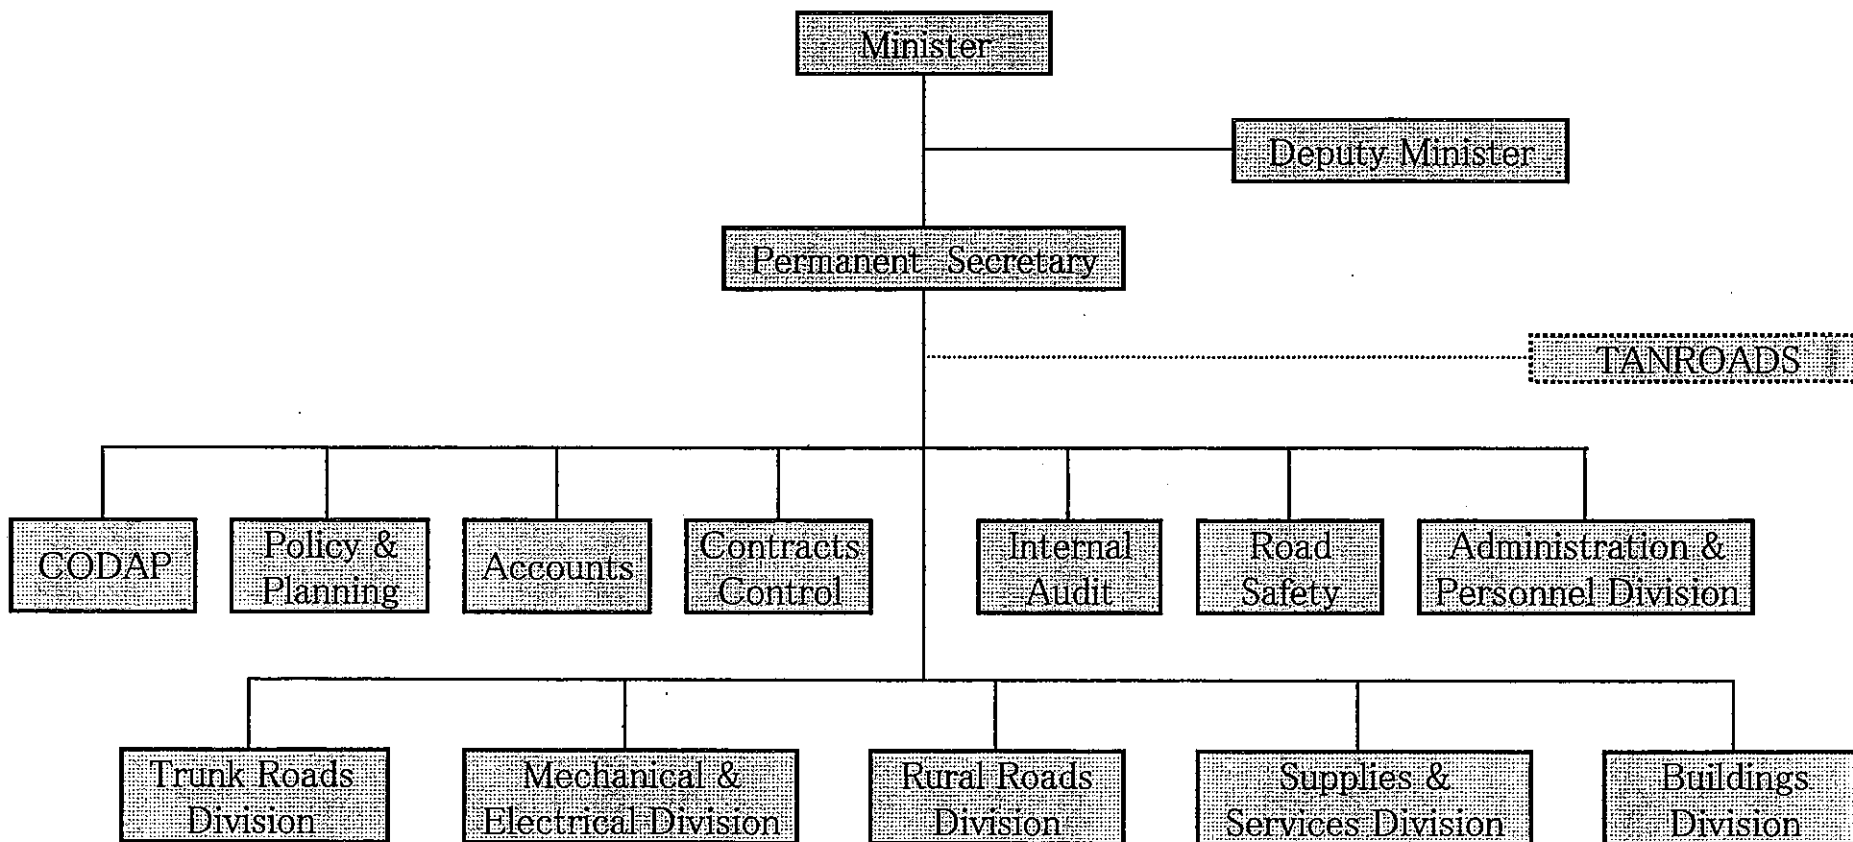 Minister
Deputy Minister
Permanent Secretary
TANROADS
CODAP
Policy &
Planning
Accounts
Contracts
Control
Internal
Audit
Road
Safety
Administration &
Personnel Division
Trunk Roads
Division
Mechanical &
Electrical Division
Rural Roads
Division
Supplies &
Services Division
Buildings
Division